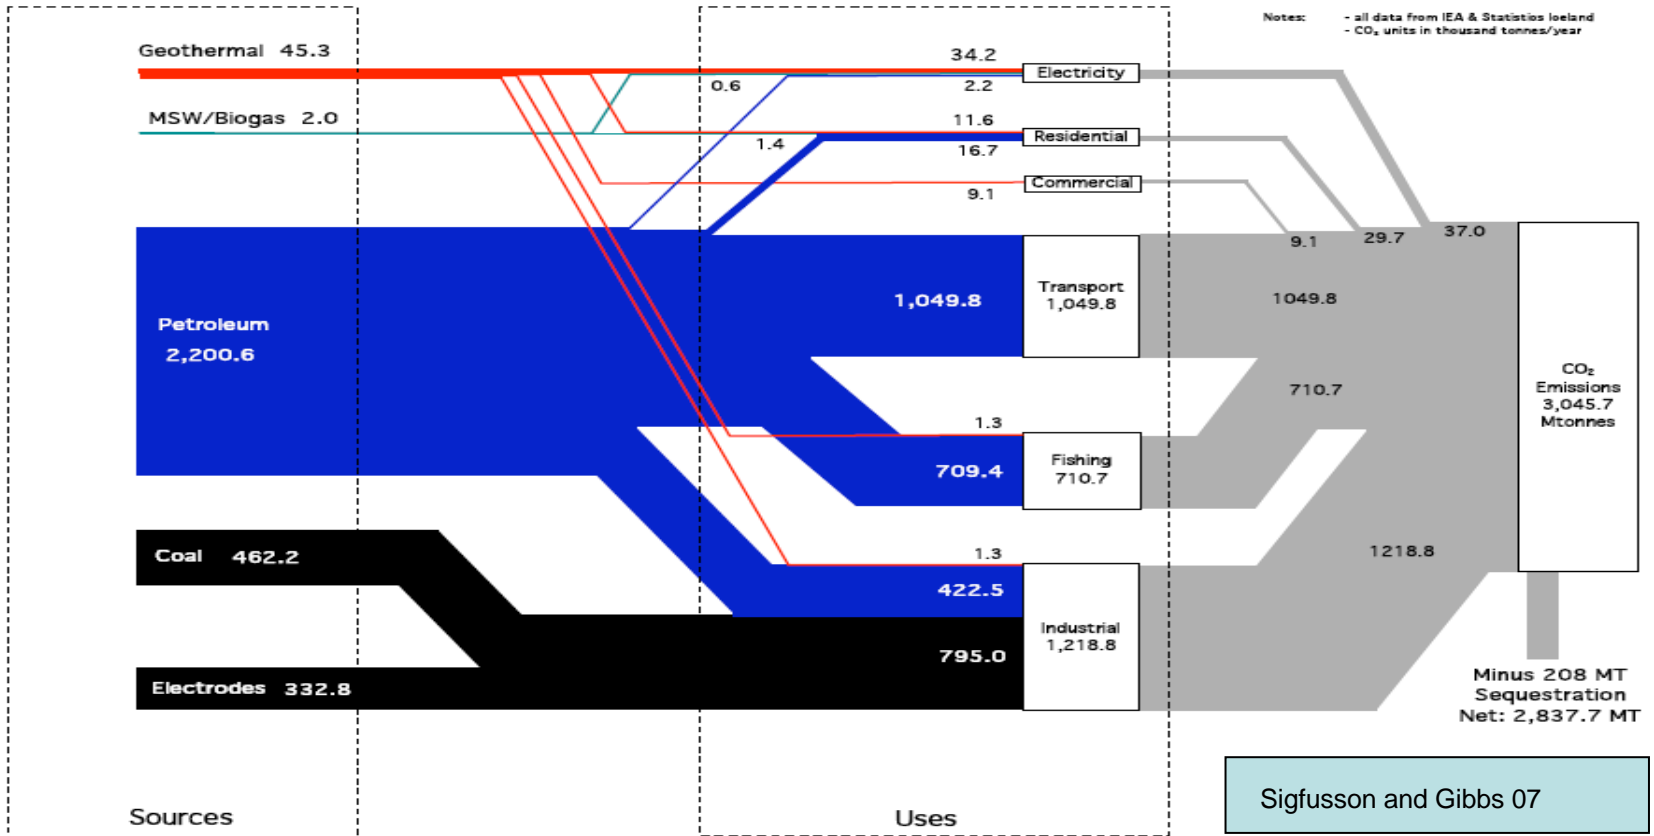 Notes: - all data from IEA & Statistics Iceland
- CO₂ units in thousand tonnes/year
Geothermal 45.3
MSW/Biogas 2.0
Petroleum
2,200.6
Coal 462.2
Electrodes 332.8
Sources
34.2
0.6
2.2
11.6
1.4
16.7
9.1
1,049.8
1.3
709.4
1.3
422.5
795.0
Electricity
Residential
Commercial
Transport
1,049.8
Fishing
710.7
Industrial
1,218.8
Uses
9.1
29.7
37.0
1049.8
710.7
1218.8
CO₂
Emissions
3,045.7
Mtonnes
Minus 208 MT
Sequestration
Net: 2,837.7 MT
Sigfusson and Gibbs 07